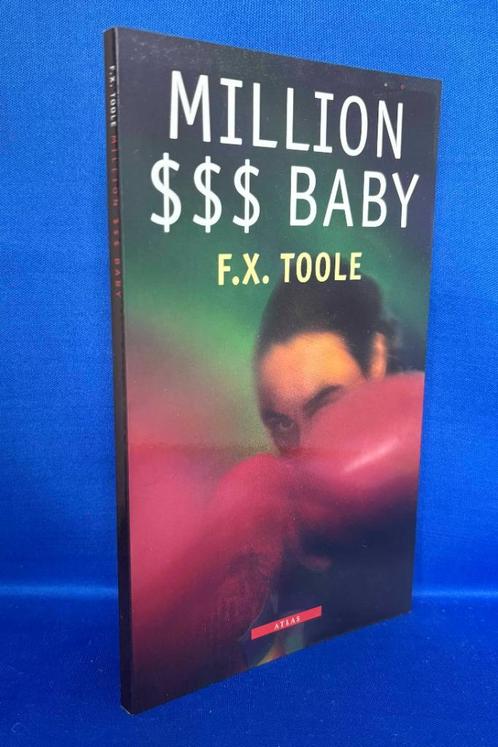 MILLION
$$$ BABY
F.X. TOOLE
ATLAS
F.X. TOOLE MILLION $$$ BABY